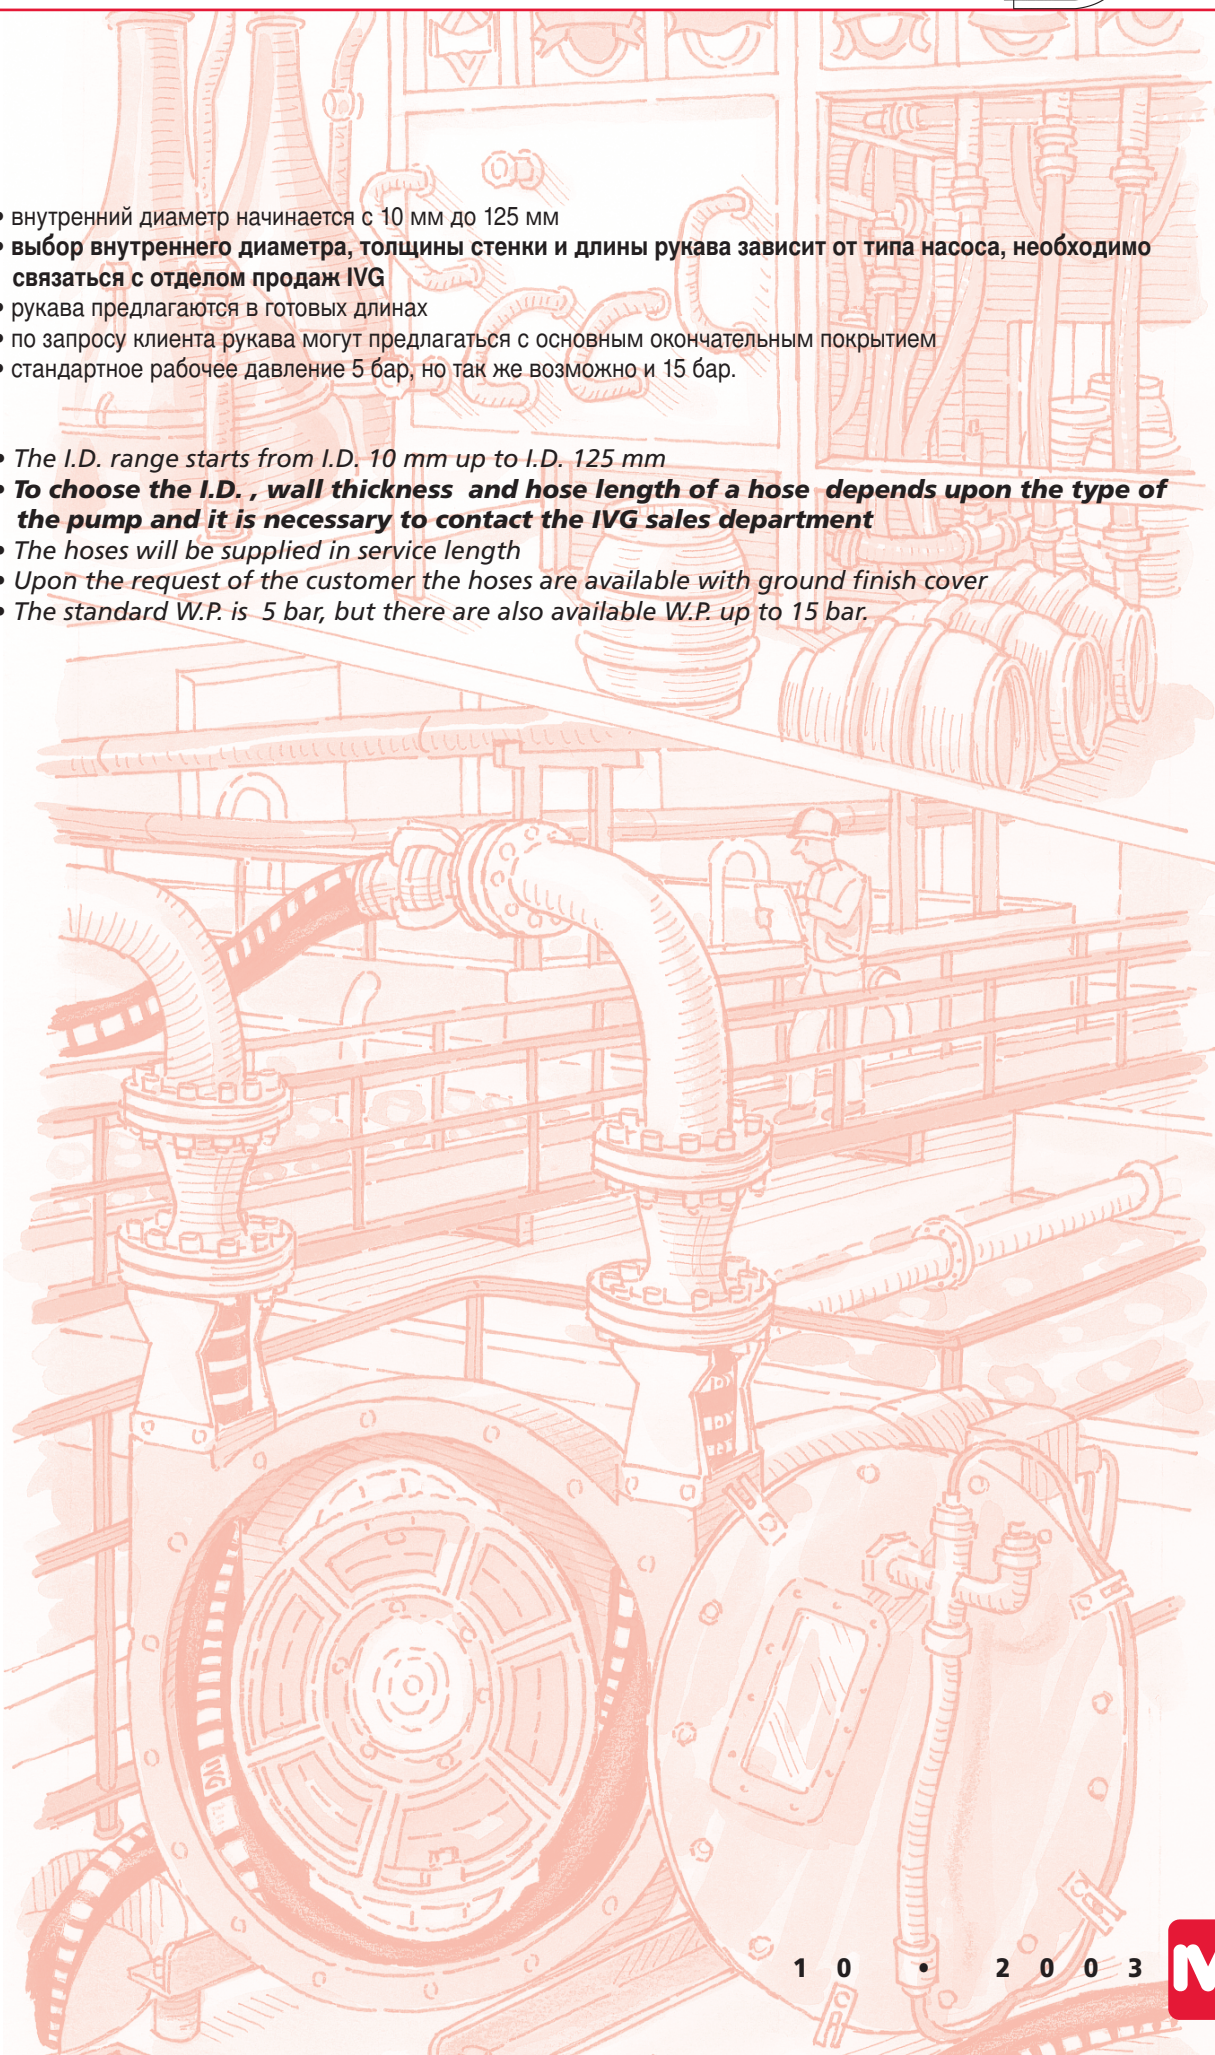 • внутренний диаметр начинается с 10 мм до 125 мм
• выбор внутреннего диаметра, толщины стенки и длины рукава зависит от типа насоса, необходимо
связаться с отделом продаж IVG
• рукава предлагаются в готовых длинах
• по запросу клиента рукава могут предлагаться с основным окончательным покрытием
• стандартное рабочее давление 5 бар, но так же возможно и 15 бар.
• The I.D. range starts from I.D. 10 mm up to I.D. 125 mm
• To choose the I.D. , wall thickness and hose length of a hose depends upon the type of
the pump and it is necessary to contact the IVG sales department
• The hoses will be supplied in service length
• Upon the request of the customer the hoses are available with ground finish cover
• The standard W.P. is 5 bar, but there are also available W.P. up to 15 bar.
IVG
10 • 2003